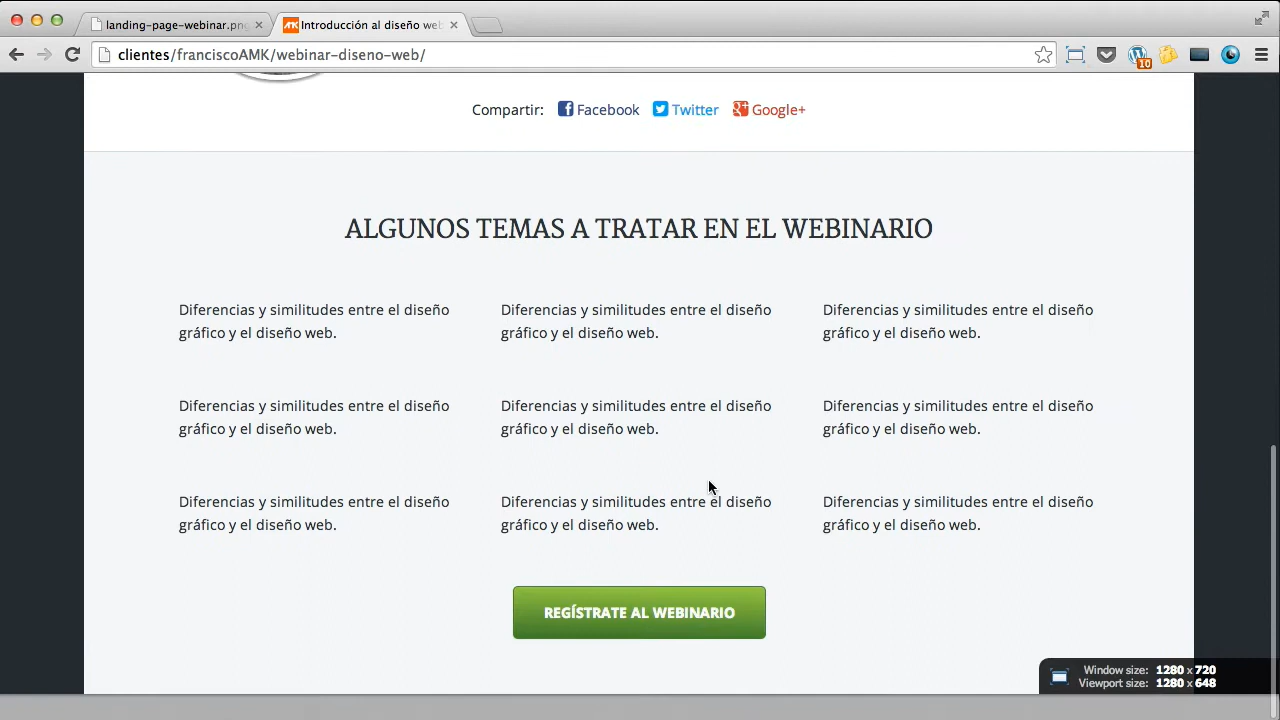 landing-page-webinar.png
Introducción al diseño web
clientes/franciscoAMK/webinar-diseno-web/
10
Compartir: Facebook Twitter Google+
ALGUNOS TEMAS A TRATAR EN EL WEBINARIO
Diferencias y similitudes entre el diseño
gráfico y el diseño web.
Diferencias y similitudes entre el diseño
gráfico y el diseño web.
Diferencias y similitudes entre el diseño
gráfico y el diseño web.
Diferencias y similitudes entre el diseño
gráfico y el diseño web.
Diferencias y similitudes entre el diseño
gráfico y el diseño web.
Diferencias y similitudes entre el diseño
gráfico y el diseño web.
Diferencias y similitudes entre el diseño
gráfico y el diseño web.
Diferencias y similitudes entre el diseño
gráfico y el diseño web.
Diferencias y similitudes entre el diseño
gráfico y el diseño web.
REGÍSTRATE AL WEBINARIO
Window size: 1280 x 720
Viewport size: 1280 x 648